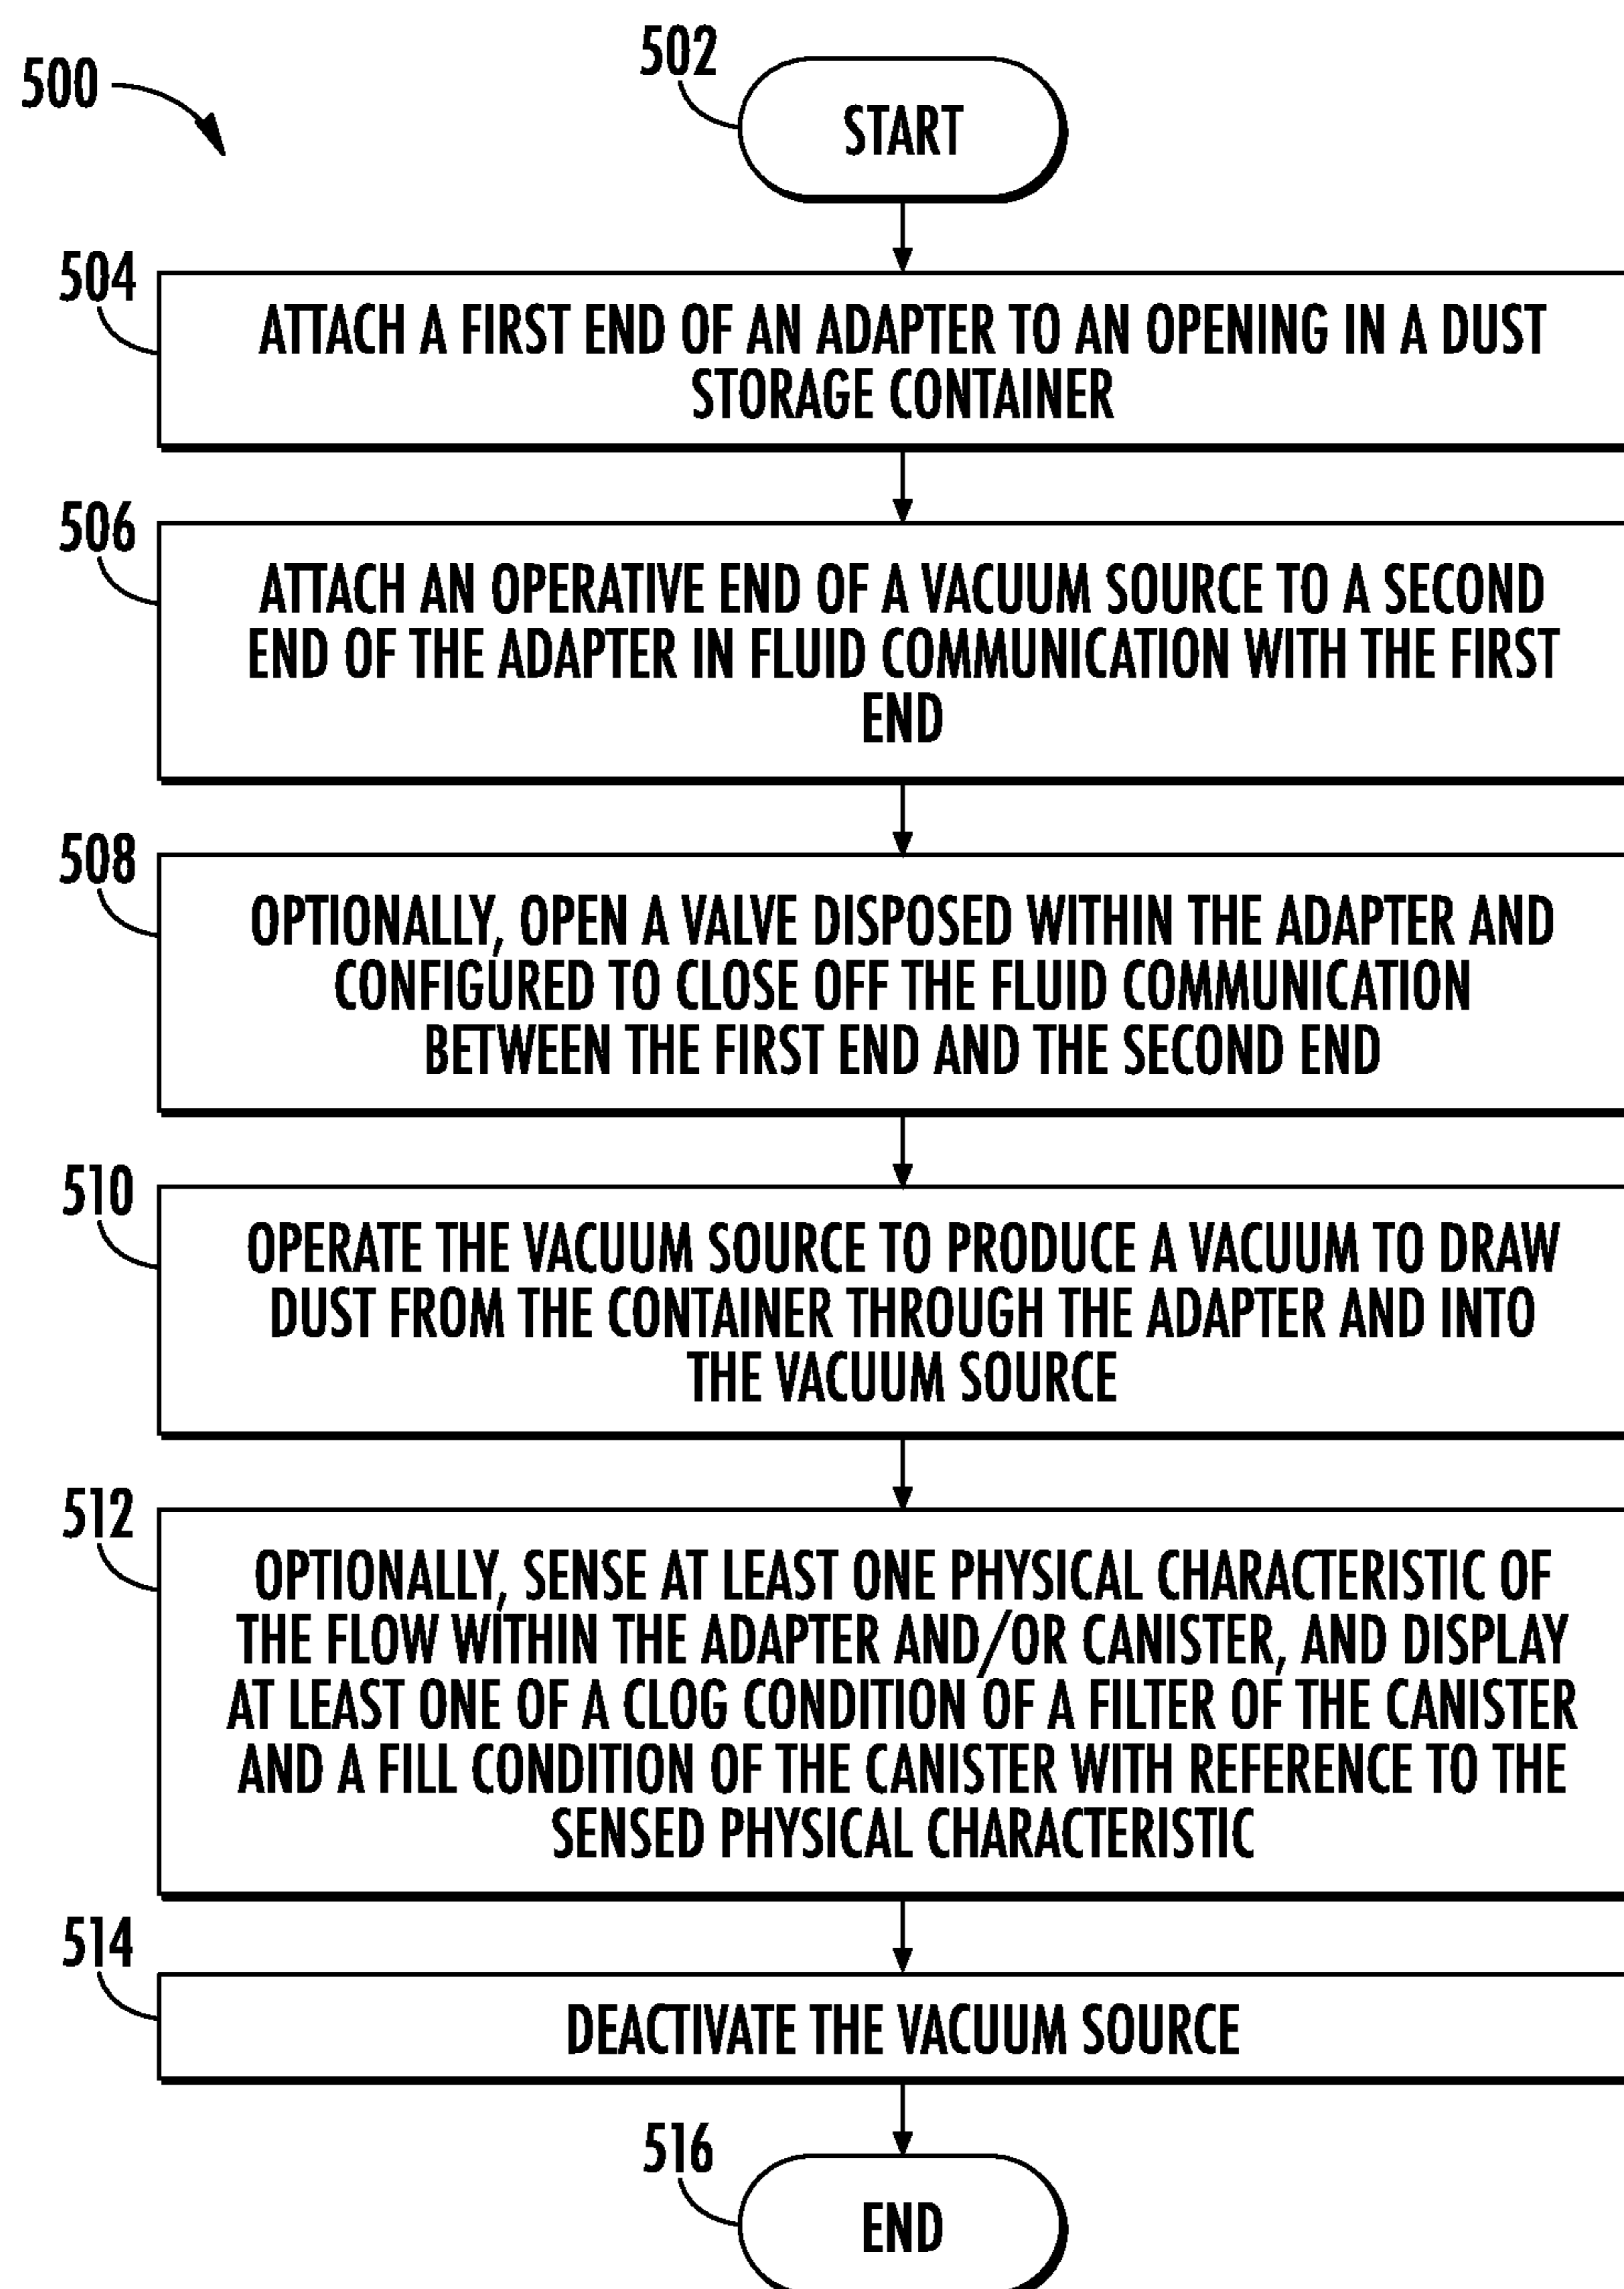 500
502
START
504
ATTACH A FIRST END OF AN ADAPTER TO AN OPENING IN A DUST
STORAGE CONTAINER
506
ATTACH AN OPERATIVE END OF A VACUUM SOURCE TO A SECOND
END OF THE ADAPTER IN FLUID COMMUNICATION WITH THE FIRST
END
508
OPTIONALLY, OPEN A VALVE DISPOSED WITHIN THE ADAPTER AND
CONFIGURED TO CLOSE OFF THE FLUID COMMUNICATION
BETWEEN THE FIRST END AND THE SECOND END
510
OPERATE THE VACUUM SOURCE TO PRODUCE A VACUUM TO DRAW
DUST FROM THE CONTAINER THROUGH THE ADAPTER AND INTO
THE VACUUM SOURCE
512
OPTIONALLY, SENSE AT LEAST ONE PHYSICAL CHARACTERISTIC OF
THE FLOW WITHIN THE ADAPTER AND/OR CANISTER, AND DISPLAY
AT LEAST ONE OF A CLOG CONDITION OF A FILTER OF THE CANISTER
AND A FILL CONDITION OF THE CANISTER WITH REFERENCE TO THE
SENSED PHYSICAL CHARACTERISTIC
514
DEACTIVATE THE VACUUM SOURCE
516
END